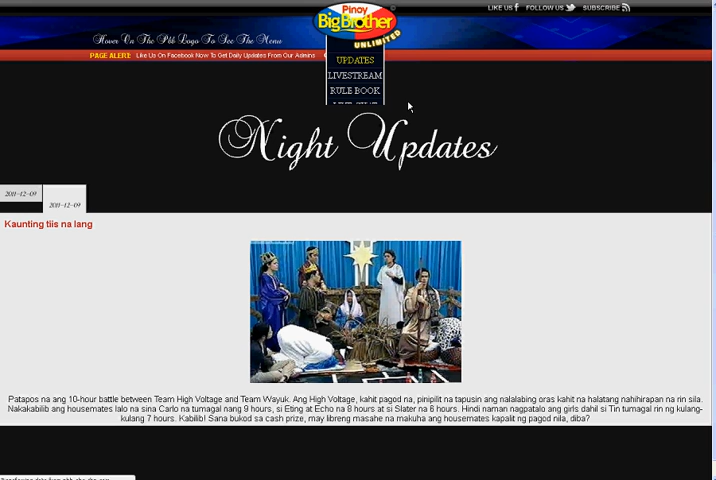 LIKE US FOLLOW US SUBSCRIBE
Pinoy
BigBrother
UNLIMITED
Hover On The Pbb Logo To See The Menu
PAGE ALERT: Like Us On Facebook Now To Get Daily Updates From Our Admins
UPDATES
LIVESTREAM
RULE BOOK
Night Updates
2011-12-09
2011-12-09
Kaunting tiis na lang
Patapos na ang 10-hour battle between Team High Voltage and Team Wayuk. Ang High Voltage, kahit pagod na, pinipilit na tapusin ang nalalabing oras kahit na halatang nahihirapan na rin sila.
Nakakabilib ang housemates lalo na sina Carlo na tumagal nang 9 hours, si Eting at Echo na 8 hours at si Slater na 6 hours. Hindi naman nagpatalo ang girls dahil si Tin tumagal rin ng kulang-
kulang 7 hours. Kabilib! Sana bukod sa cash prize, may libreng masahe na makuha ang housemates kapalit ng pagod nila, diba?